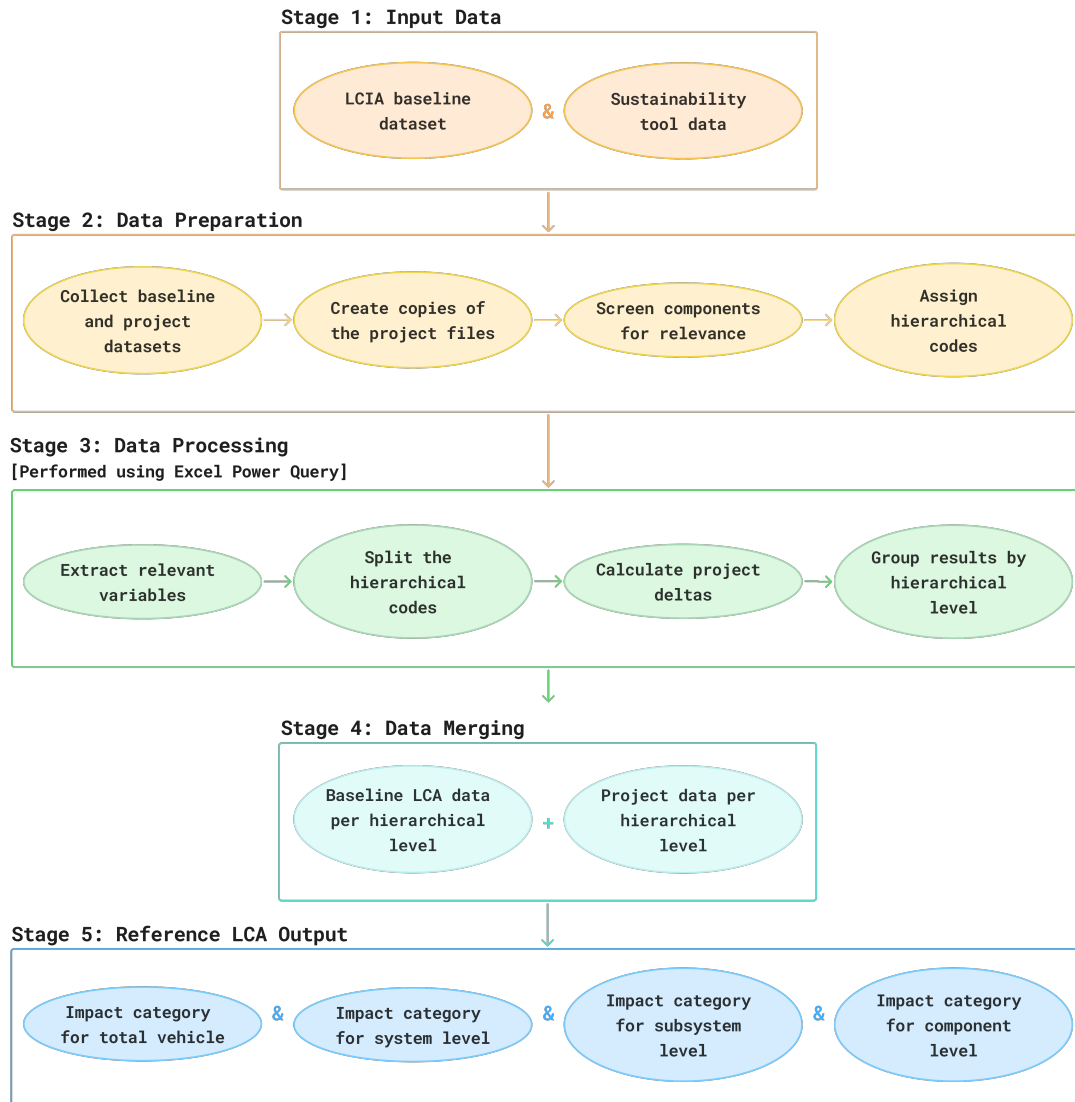 Stage 1: Input Data
LCIA baseline
dataset
&
Sustainability
tool data
Stage 2: Data Preparation
Collect baseline
and project
datasets
Create copies of
the project files
Screen components
for relevance
Assign
hierarchical
codes
Stage 3: Data Processing
[Performed using Excel Power Query]
Extract relevant
variables
Split the
hierarchical
codes
Calculate project
deltas
Group results by
hierarchical
level
Stage 4: Data Merging
Baseline LCA data
per hierarchical
level
+
Project data per
hierarchical
level
Stage 5: Reference LCA Output
Impact category
for total vehicle
&
Impact category
for system level
&
Impact category
for subsystem
level
&
Impact category
for component
level